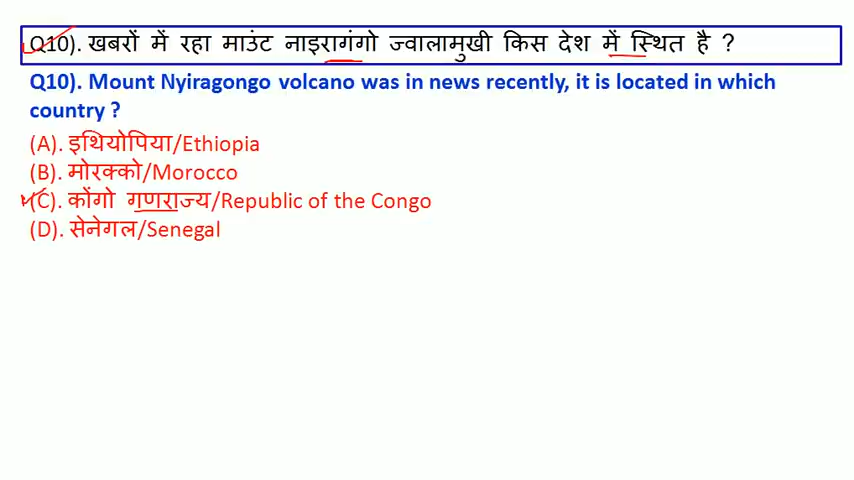 Q10). खबरों में रहा माउंट नाइरागंगो ज्वालामुखी किस देश में स्थित है ?
Q10). Mount Nyiragongo volcano was in news recently, it is located in which
country ?
(A). इथियोपिया/Ethiopia
(B). मोरक्को/Morocco
(C). कोंगो गणराज्य/Republic of the Congo
(D). सेनेगल/Senegal